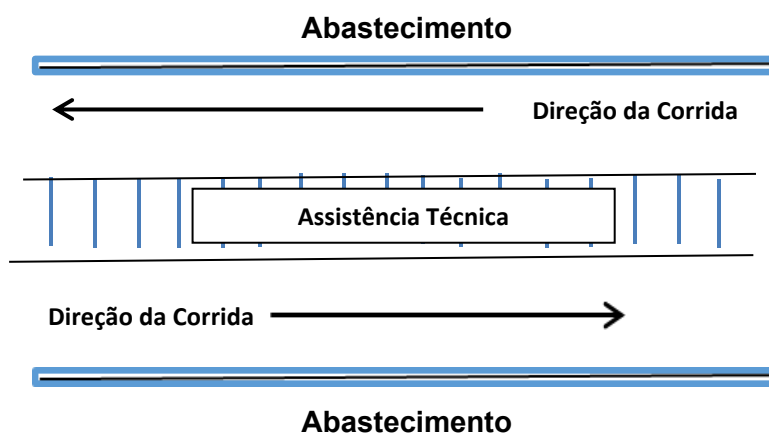 Abastecimento
Direção da Corrida
Assistência Técnica
Direção da Corrida
Abastecimento